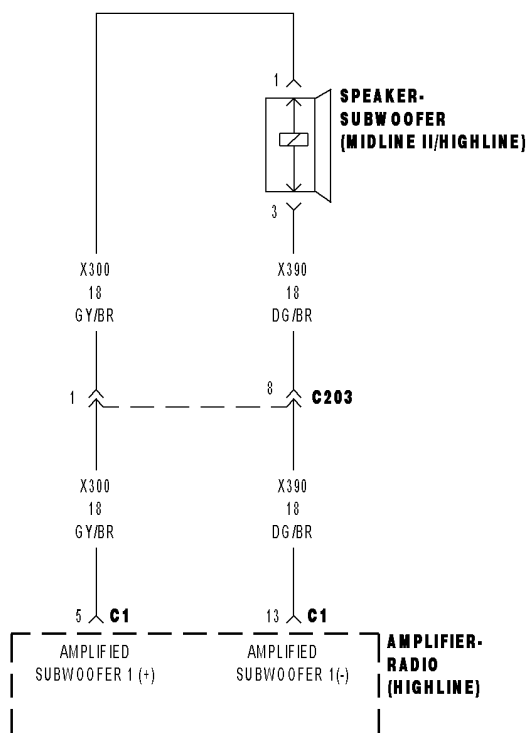 1
SPEAKER-
SUBWOOFER
(MIDLINE II/HIGHLINE)
3
X300
18
GY/BR
X390
18
DG/BR
1
8
C203
X300
18
GY/BR
X390
18
DG/BR
5 C1
13 C1
AMPLIFIED
SUBWOOFER 1 (+)
AMPLIFIED
SUBWOOFER 1(-)
AMPLIFIER-
RADIO
(HIGHLINE)